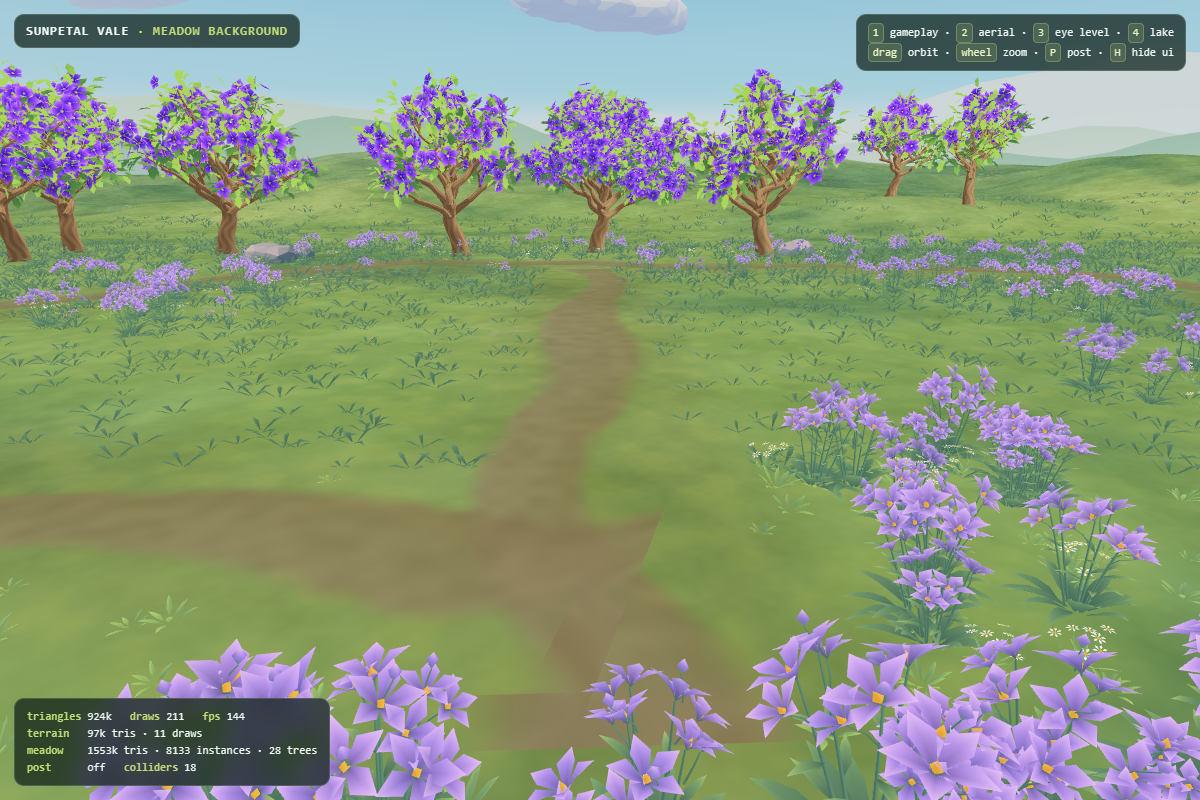 SUNPETAL VALE · MEADOW BACKGROUND
1 gameplay · 2 aerial · 3 eye level · 4 lake
drag orbit · wheel zoom · P post · H hide ui
triangles 924k draws 211 fps 144
terrain 97k tris · 11 draws
meadow 1553k tris · 8133 instances · 28 trees
post off colliders 18